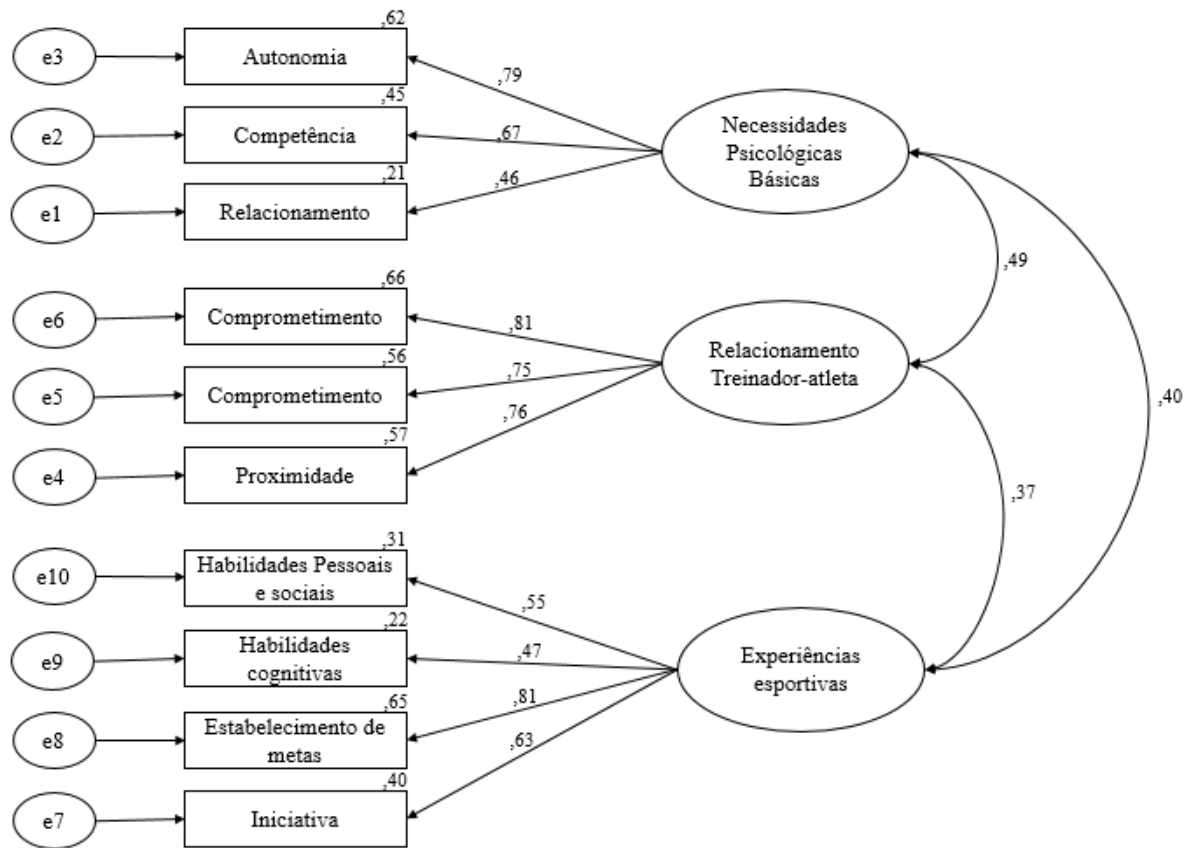 ,62
e3
Autonomia
,79
,45
e2
Competência
,67
,21
e1
Relacionamento
,46
Necessidades
Psicológicas
Básicas
,49
,40
,66
e6
Comprometimento
,81
,56
e5
Comprometimento
,75
,57
e4
Proximidade
,76
Relacionamento
Treinador-atleta
,37
,31
e10
Habilidades Pessoais
e sociais
,55
,22
e9
Habilidades
cognitivas
,47
,65
e8
Estabelecimento de
metas
,81
,40
e7
Iniciativa
,63
Experiências
esportivas